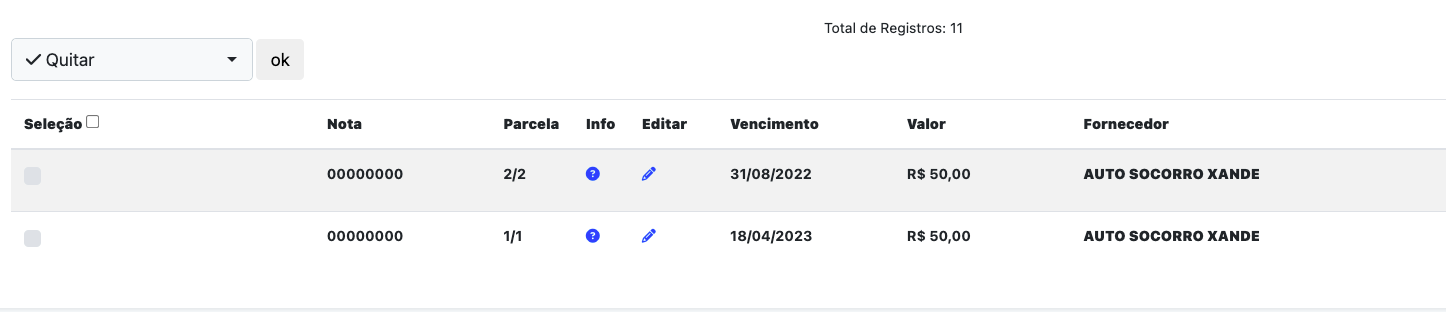 Total de Registros: 11
Quitar ok
Seleção Nota Parcela Info Editar Vencimento Valor Fornecedor
00000000 2/2 ? 31/08/2022 R$ 50,00 AUTO SOCORRO XANDE
00000000 1/1 ? 18/04/2023 R$ 50,00 AUTO SOCORRO XANDE